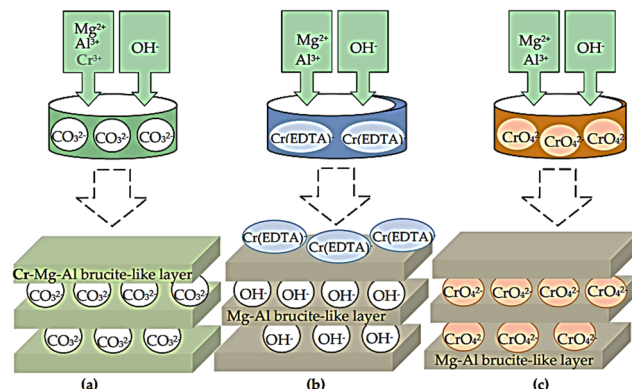 Mg²⁺
Al³⁺
Cr³⁺
OH⁻
CO₃²⁻ CO₃²⁻ CO₃²⁻
Cr-Mg-Al brucite-like layer
CO₃²⁻ CO₃²⁻ CO₃²⁻ CO₃²⁻
CO₃²⁻ CO₃²⁻ CO₃²⁻
(a)
Mg²⁺
Al³⁺
OH⁻
Cr(EDTA)⁻ Cr(EDTA)⁻
Cr(EDTA)⁻ Cr(EDTA)⁻ Cr(EDTA)⁻
OH⁻ OH⁻ OH⁻ OH⁻
Mg-Al brucite-like layer
OH⁻ OH⁻ OH⁻
(b)
Mg²⁺
Al³⁺
OH⁻
CrO₄²⁻ CrO₄²⁻ CrO₄²⁻
CrO₄²⁻ CrO₄²⁻ CrO₄²⁻ CrO₄²⁻
CrO₄²⁻ CrO₄²⁻ CrO₄²⁻
Mg-Al brucite-like layer
(c)